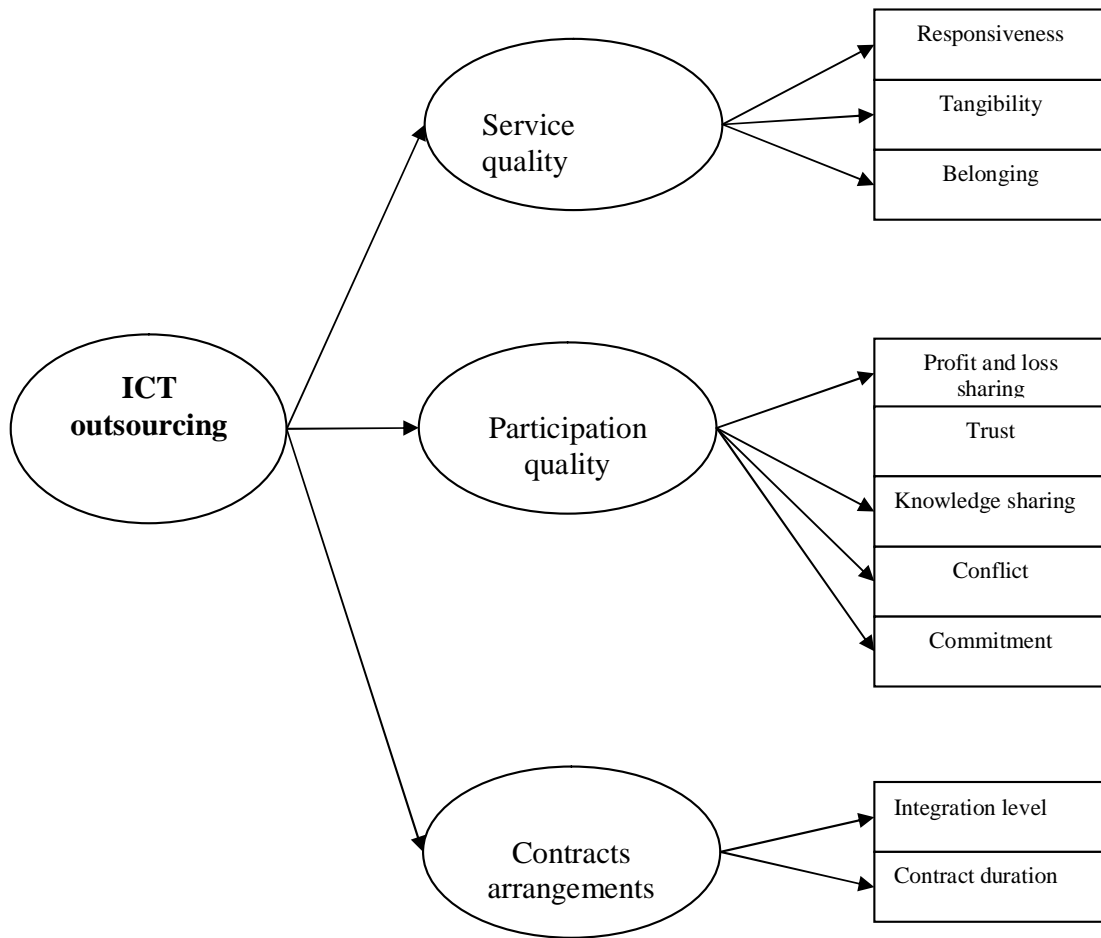 Responsiveness
Tangibility
Service
quality
Belonging
ICT
outsourcing
Participation
quality
Profit and loss
sharing
Trust
Knowledge sharing
Conflict
Commitment
Contracts
arrangements
Integration level
Contract duration